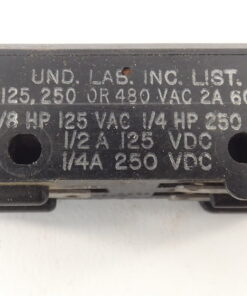 UND. LAB. INC. LIST.
125, 250 OR 480 VAC 2A 60
/8 HP 125 VAC 1/4 HP 250
1/2 A 125 VDC
1/4A 250 VDC